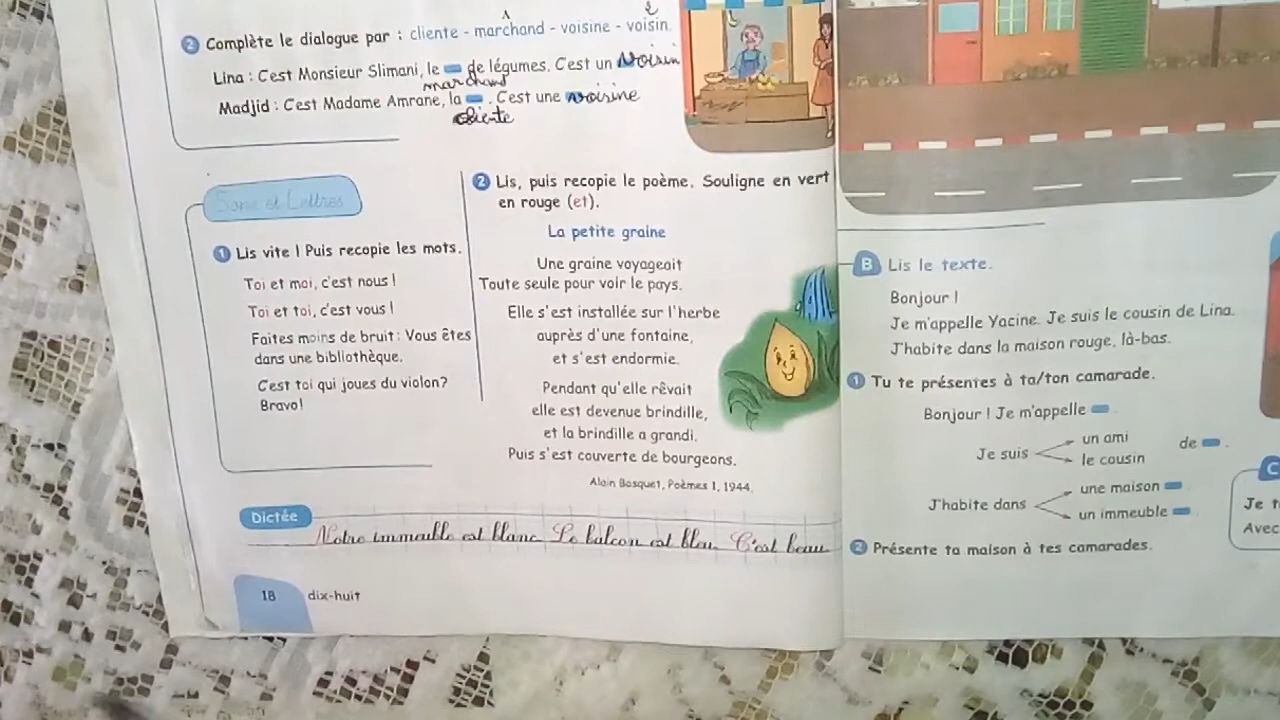 2 Complète le dialogue par : cliente - marchand - voisine - voisin.
Lina : C'est Monsieur Slimani, le de légumes. C'est un voisin
marchand
Madjid : C'est Madame Amrane, la . C'est une voisine
cliente
Sons et Lettres
1 Lis vite ! Puis recopie les mots.
Toi et moi, c'est nous !
Toi et toi, c'est vous !
Faites moins de bruit : Vous êtes
dans une bibliothèque.
C'est toi qui joues du violon?
Bravo!
2 Lis, puis recopie le poème. Souligne en vert
en rouge (et).
La petite graine
Une graine voyageait
Toute seule pour voir le pays.
Elle s'est installée sur l'herbe
auprès d'une fontaine,
et s'est endormie.
Pendant qu'elle rêvait
elle est devenue brindille,
et la brindille a grandi.
Puis s'est couverte de bourgeons.
Alain Bosquet, Poèmes 1, 1944.
Dictée
Notre immeuble est blanc Le balcon est bleu C'est beau
18 dix-huit
B Lis le texte.
Bonjour !
Je m'appelle Yacine. Je suis le cousin de Lina.
J'habite dans la maison rouge, là-bas.
1 Tu te présentes à ta/ton camarade.
Bonjour ! Je m'appelle .
Je suis un ami de .
le cousin
J'habite dans une maison
un immeuble
2 Présente ta maison à tes camarades.
C
Je
Avec